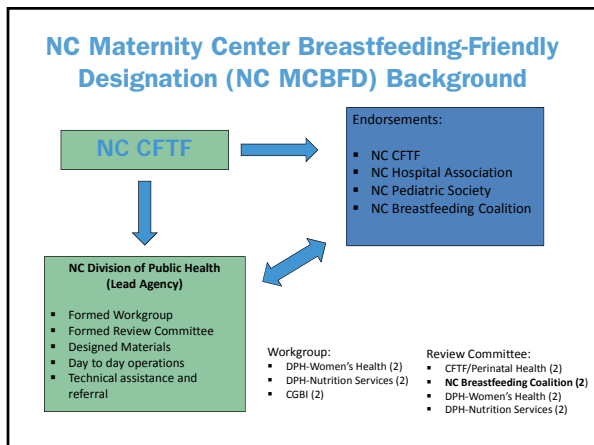 NC Maternity Center Breastfeeding-Friendly
Designation (NC MCBFD) Background
NC CFTF
Endorsements:
▪ NC CFTF
▪ NC Hospital Association
▪ NC Pediatric Society
▪ NC Breastfeeding Coalition
NC Division of Public Health
(Lead Agency)
▪ Formed Workgroup
▪ Formed Review Committee
▪ Designed Materials
▪ Day to day operations
▪ Technical assistance and
referral
Workgroup:
▪ DPH-Women’s Health (2)
▪ DPH-Nutrition Services (2)
▪ CGBI (2)
Review Committee:
▪ CFTF/Perinatal Health (2)
▪ NC Breastfeeding Coalition (2)
▪ DPH-Women’s Health (2)
▪ DPH-Nutrition Services (2)